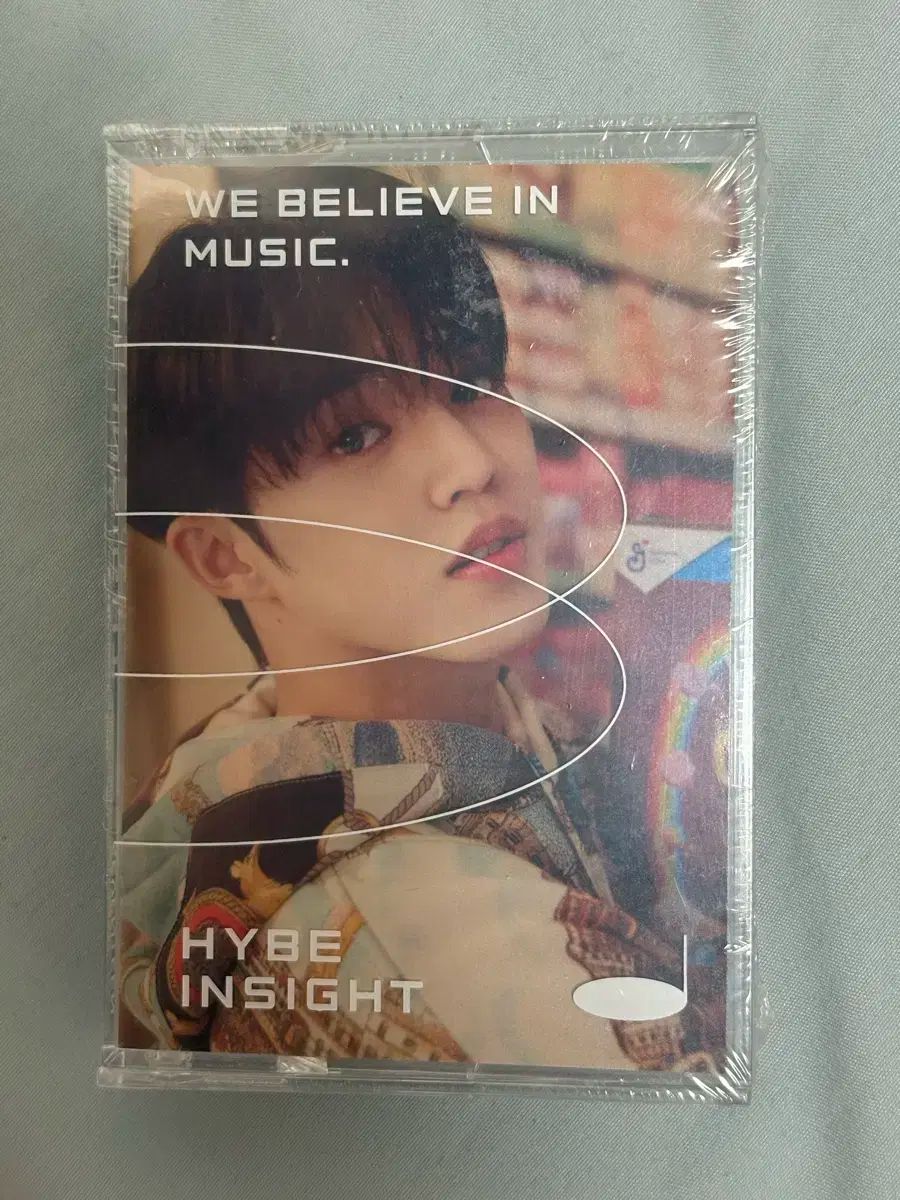 WE BELIEVE IN
MUSIC.
HYBE
INSIGHT